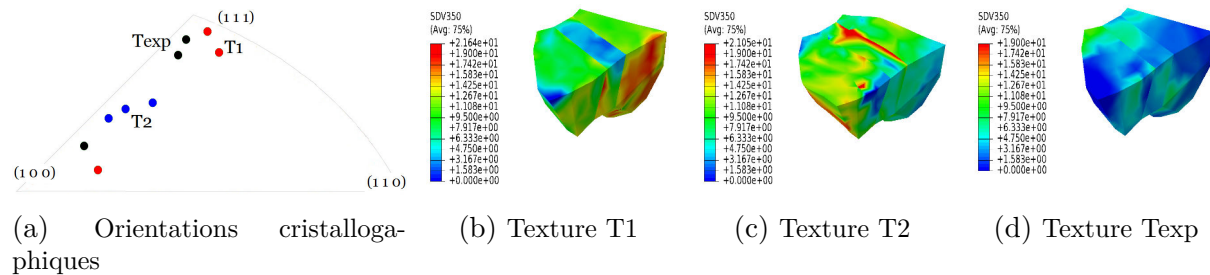 (1 1 1)
Texp
T1
T2
(1 0 0)
(1 1 0)
(a) Orientations cristalloga-
phiques
SDV350
(Avg: 75%)
+2.164e+01
+1.900e+01
+1.742e+01
+1.583e+01
+1.425e+01
+1.267e+01
+1.108e+01
+9.500e+00
+7.917e+00
+6.333e+00
+4.750e+00
+3.167e+00
+1.583e+00
+0.000e+00
(b) Texture T1
SDV350
(Avg: 75%)
+2.105e+01
+1.900e+01
+1.742e+01
+1.583e+01
+1.425e+01
+1.267e+01
+1.108e+01
+9.500e+00
+7.917e+00
+6.333e+00
+4.750e+00
+3.167e+00
+1.583e+00
+0.000e+00
(c) Texture T2
SDV350
(Avg: 75%)
+1.900e+01
+1.742e+01
+1.583e+01
+1.425e+01
+1.267e+01
+1.108e+01
+9.500e+00
+7.917e+00
+6.333e+00
+4.750e+00
+3.167e+00
+1.583e+00
+0.000e+00
(d) Texture Texp